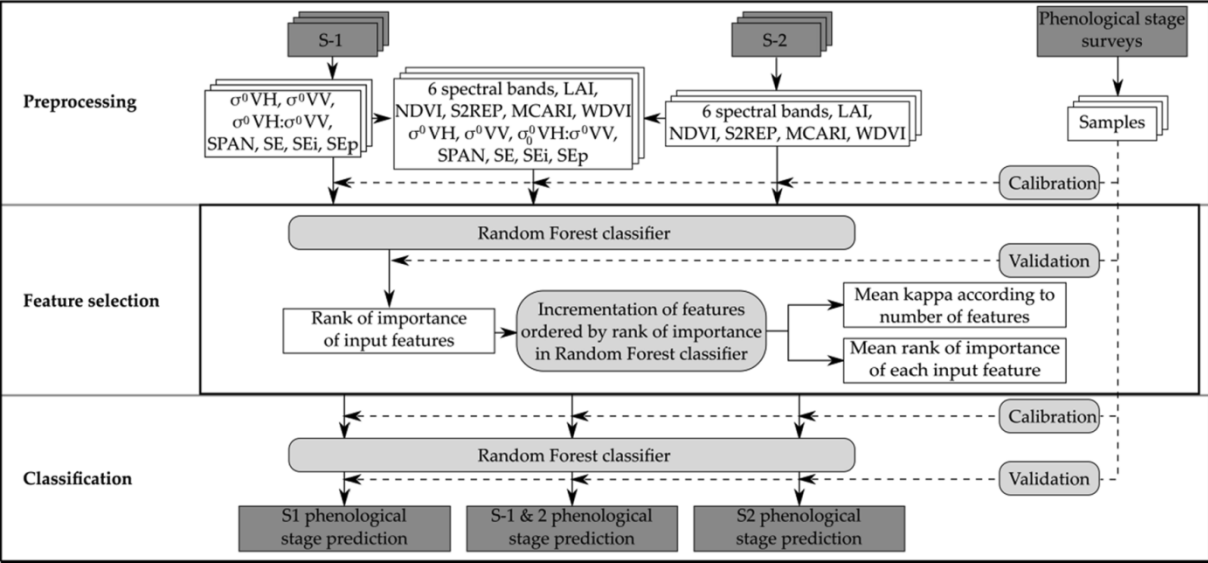 S-1
S-2
Phenological stage
surveys
Preprocessing
σ⁰VH, σ⁰VV,
σ⁰VH:σ⁰VV,
SPAN, SE, SEi, SEp
6 spectral bands, LAI,
NDVI, S2REP, MCARI, WDVI
σ⁰VH, σ⁰VV, σ⁰₀VH:σ⁰VV,
SPAN, SE, SEi, SEp
6 spectral bands, LAI,
NDVI, S2REP, MCARI, WDVI
Samples
Calibration
Feature selection
Random Forest classifier
Validation
Rank of importance
of input features
Incrementation of features
ordered by rank of importance
in Random Forest classifier
Mean kappa according to
number of features
Mean rank of importance
of each input feature
Classification
Calibration
Random Forest classifier
Validation
S1 phenological
stage prediction
S-1 & 2 phenological
stage prediction
S2 phenological
stage prediction